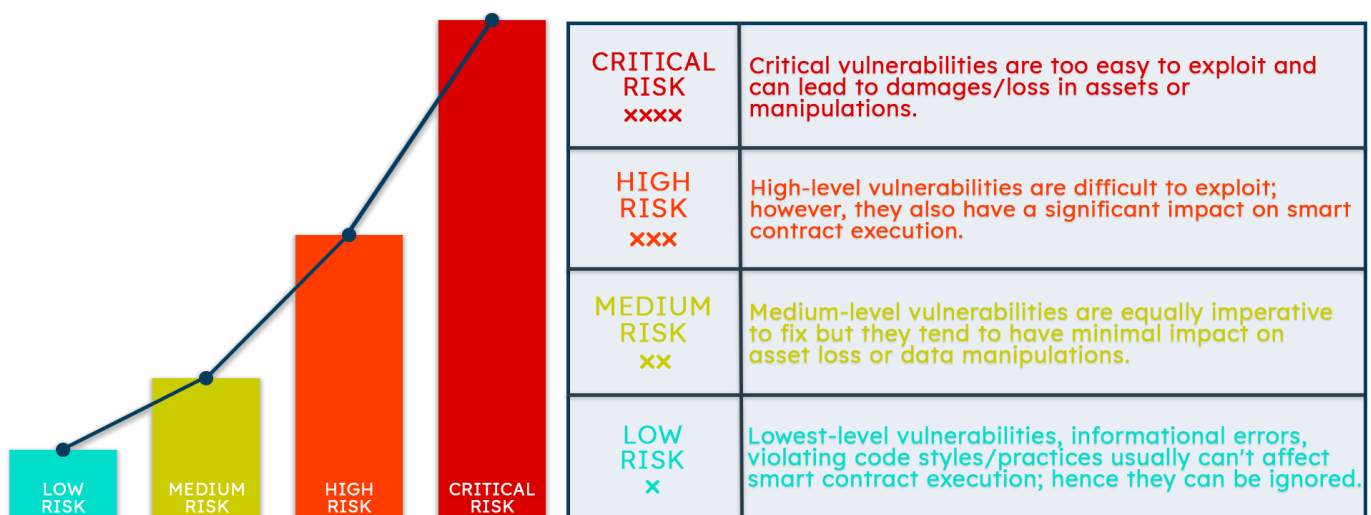 LOW
RISK
MEDIUM
RISK
HIGH
RISK
CRITICAL
RISK
CRITICAL
RISK
××××
Critical vulnerabilities are too easy to exploit and
can lead to damages/loss in assets or
manipulations.
HIGH
RISK
×××
High-level vulnerabilities are difficult to exploit;
however, they also have a significant impact on smart
contract execution.
MEDIUM
RISK
××
Medium-level vulnerabilities are equally imperative
to fix but they tend to have minimal impact on
asset loss or data manipulations.
LOW
RISK
×
Lowest-level vulnerabilities, informational errors,
violating code styles/practices usually can't affect
smart contract execution; hence they can be ignored.